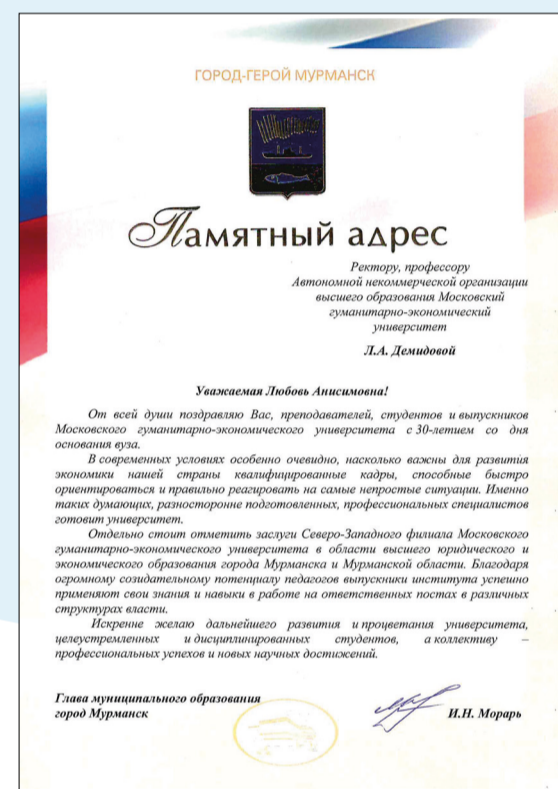 ГОРОД-ГЕРОЙ МУРМАНСК
Памятный адрес
Ректору, профессору
Автономной некоммерческой организации
высшего образования Московский
гуманитарно-экономический
университет
Л.А. Демидовой
Уважаемая Любовь Анисимовна!
От всей души поздравляю Вас, преподавателей, студентов и выпускников
Московского гуманитарно-экономического университета с 30-летием со дня
основания вуза.
В современных условиях особенно очевидно, насколько важны для развития
экономики нашей страны квалифицированные кадры, способные быстро
ориентироваться и правильно реагировать на самые непростые ситуации. Именно
таких думающих, разносторонне подготовленных, профессиональных специалистов
готовит университет.
Отдельно стоит отметить заслуги Северо-Западного филиала Московского
гуманитарно-экономического университета в области высшего юридического и
экономического образования города Мурманска и Мурманской области. Благодаря
огромному созидательному потенциалу педагогов выпускники института успешно
применяют свои знания и навыки в работе на ответственных постах в различных
структурах власти.
Искренне желаю дальнейшего развития и процветания университета,
целеустремленных и дисциплинированных студентов, а коллективу –
профессиональных успехов и новых научных достижений.
Глава муниципального образования
город Мурманск И.Н. Морарь